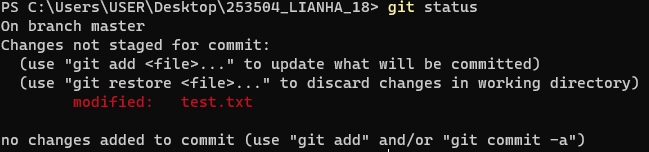 PS C:\Users\USER\Desktop\253504_LIANHA_18> git status
On branch master
Changes not staged for commit:
  (use "git add <file>..." to update what will be committed)
  (use "git restore <file>..." to discard changes in working directory)
        modified:   test.txt

no changes added to commit (use "git add" and/or "git commit -a")